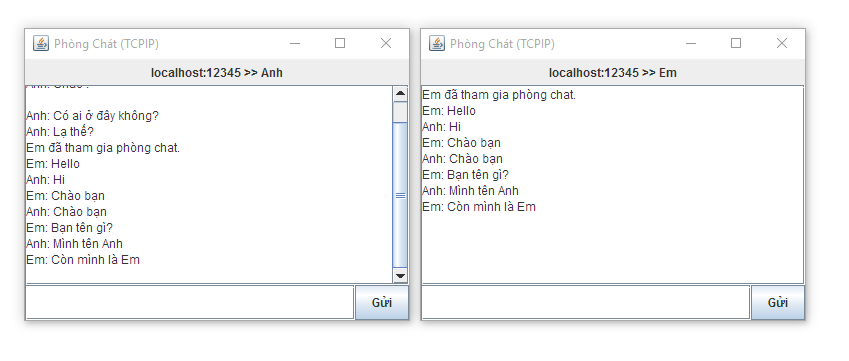 Phòng Chát (TCPIP)
localhost:12345 >> Anh
Anh: Có ai ở đây không?
Anh: Lạ thế?
Em đã tham gia phòng chat.
Em: Hello
Anh: Hi
Em: Chào bạn
Anh: Chào bạn
Em: Bạn tên gì?
Anh: Mình tên Anh
Em: Còn mình là Em
Gửi
Phòng Chát (TCPIP)
localhost:12345 >> Em
Em đã tham gia phòng chat.
Em: Hello
Anh: Hi
Em: Chào bạn
Anh: Chào bạn
Em: Bạn tên gì?
Anh: Mình tên Anh
Em: Còn mình là Em
Gửi